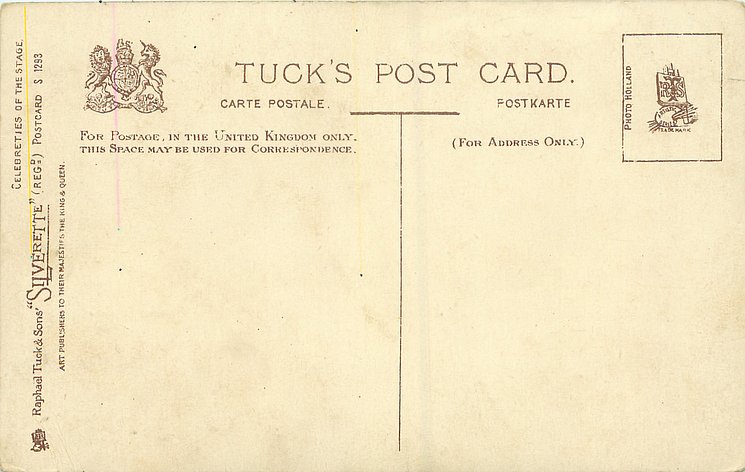 TUCK'S POST CARD.
CARTE POSTALE.
POSTKARTE
FOR POSTAGE, IN THE UNITED KINGDOM ONLY.
THIS SPACE MAY BE USED FOR CORRESPONDENCE.
(FOR ADDRESS ONLY.)
PHOTO HOLLAND
TRADE MARK
CELEBRETIES OF THE STAGE.
Raphael Tuck & Sons' "SILVERETTE" (REGD) POSTCARD S 1293
ART PUBLISHERS TO THEIR MAJESTIES THE KING & QUEEN.